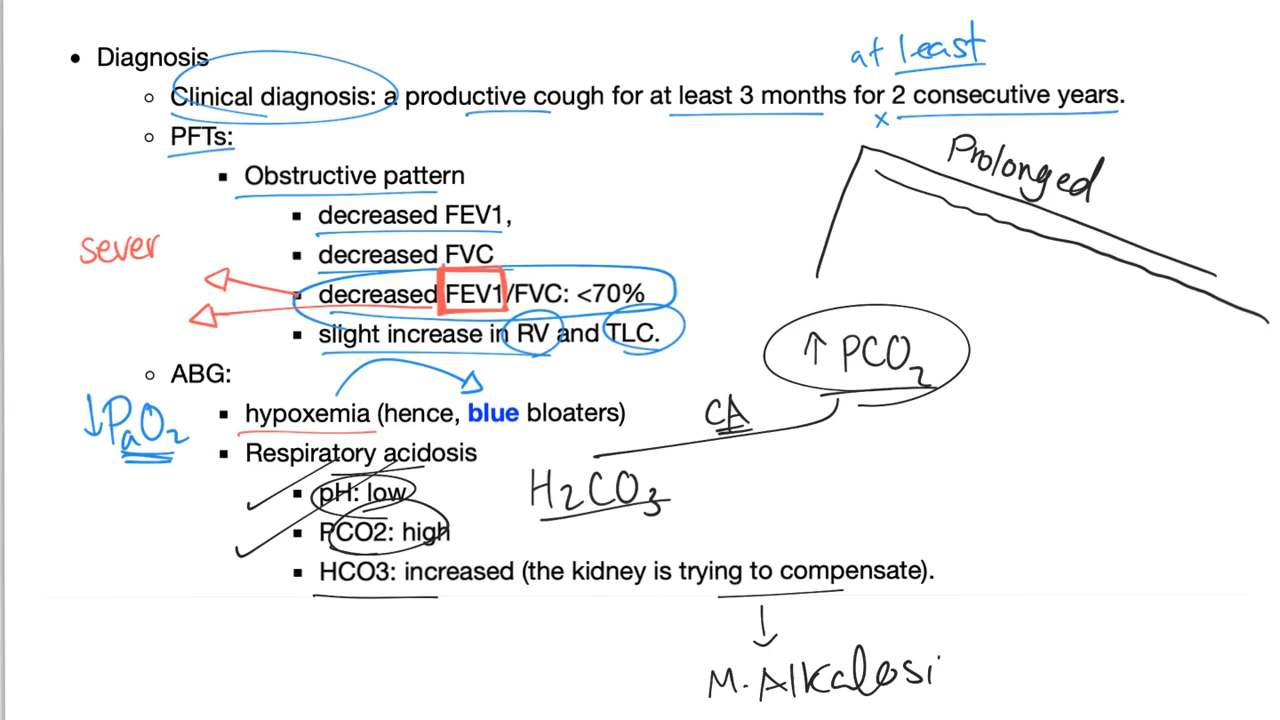 • Diagnosis
at least
○ Clinical diagnosis: a productive cough for at least 3 months for 2 consecutive years.
x
○ PFTs:
Prolonged
▪ Obstructive pattern
▪ decreased FEV1,
sever
▪ decreased FVC
▪ decreased FEV1/FVC: <70%
▪ slight increase in RV and TLC.
↑ PCO2
○ ABG:
↓PaO2
▪ hypoxemia (hence, blue bloaters)
CA
▪ Respiratory acidosis
H2CO3
▪ pH: low
▪ PCO2: high
▪ HCO3: increased (the kidney is trying to compensate).
↓
M. Alkalosi